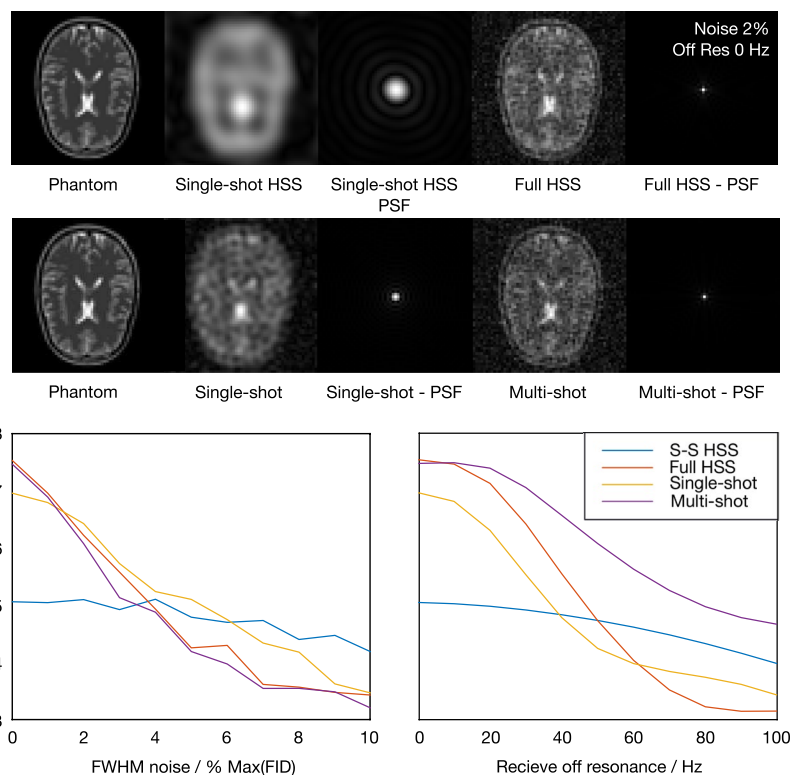 Noise 2%
Off Res 0 Hz
Phantom
Single-shot HSS
Single-shot HSS
PSF
Full HSS
Full HSS - PSF
Phantom
Single-shot
Single-shot - PSF
Multi-shot
Multi-shot - PSF
S-S HSS
Full HSS
Single-shot
Multi-shot
0 2 4 6 8 10
FWHM noise / % Max(FID)
0 20 40 60 80 100
Recieve off resonance / Hz